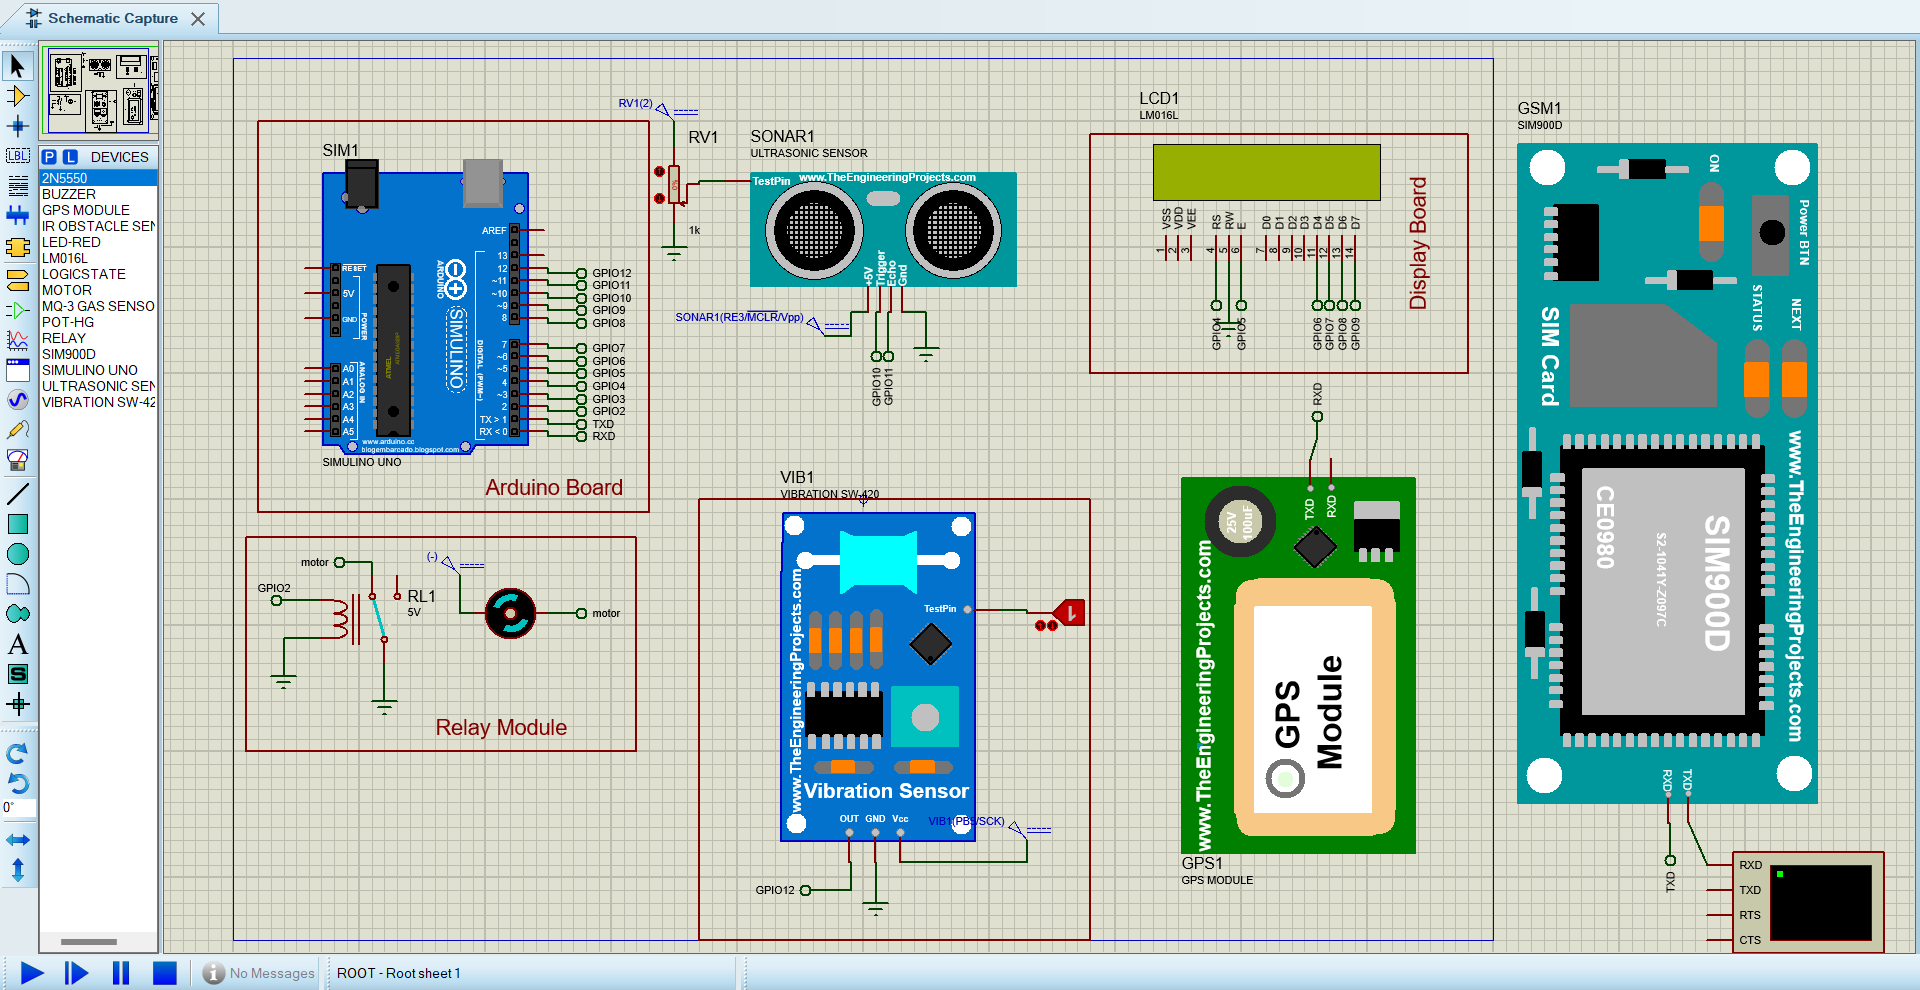 Schematic Capture
P L DEVICES
2N5550
BUZZER
GPS MODULE
IR OBSTACLE SEN
LED-RED
LM016L
LOGICSTATE
MOTOR
MQ-3 GAS SENSO
POT-HG
RELAY
SIM900D
SIMULINO UNO
ULTRASONIC SEN
VIBRATION SW-42
LBL
A
S
0°
SIM1
AREF
13
12
~11
~10
~9
8
7
~6
~5
4
~3
2
TX > 1
RX < 0
RESET
5V
GND
POWER
A0
A1
A2
A3
A4
A5
ANALOG IN
ATMEL
ARDUINO
SIMULINO
DIGITAL (PWM~)
www.arduino.cc
blogembarcado.blogspot.com
SIMULINO UNO
GPIO12
GPIO11
GPIO10
GPIO9
GPIO8
GPIO7
GPIO6
GPIO5
GPIO4
GPIO3
GPIO2
TXD
RXD
Arduino Board
RV1(2)
RV1
0%
1k
SONAR1
ULTRASONIC SENSOR
TestPin
www.TheEngineeringProjects.com
+5V
Trigger
Echo
Gnd
SONAR1(RE3/MCLR/Vpp)
GPIO10
GPIO11
LCD1
LM016L
VSS
VDD
VEE
RS
RW
E
D0
D1
D2
D3
D4
D5
D6
D7
1
2
3
4
5
6
7
8
9
10
11
12
13
14
GPIO4
GPIO5
GPIO6
GPIO7
GPIO8
GPIO9
Display Board
motor
GPIO2
RL1
5V
(-)
motor
Relay Module
VIB1
VIBRATION SW-420
www.TheEngineeringProjects.com
TestPin
1
Vibration Sensor
OUT GND Vcc
VIB1(PB5/SCK)
GPIO12
RXD
TXD
RXD
25V
100uF
www.TheEngineeringProjects.com
GPS
Module
GPS1
GPS MODULE
GSM1
SIM900D
ON
Power BTN
STATUS
NEXT
SIM Card
www.TheEngineeringProjects.com
CE0980
S2-1041Y-Z097C
SIM900D
RXD
TXD
TXD
RXD
TXD
RTS
CTS
No Messages
ROOT - Root sheet 1